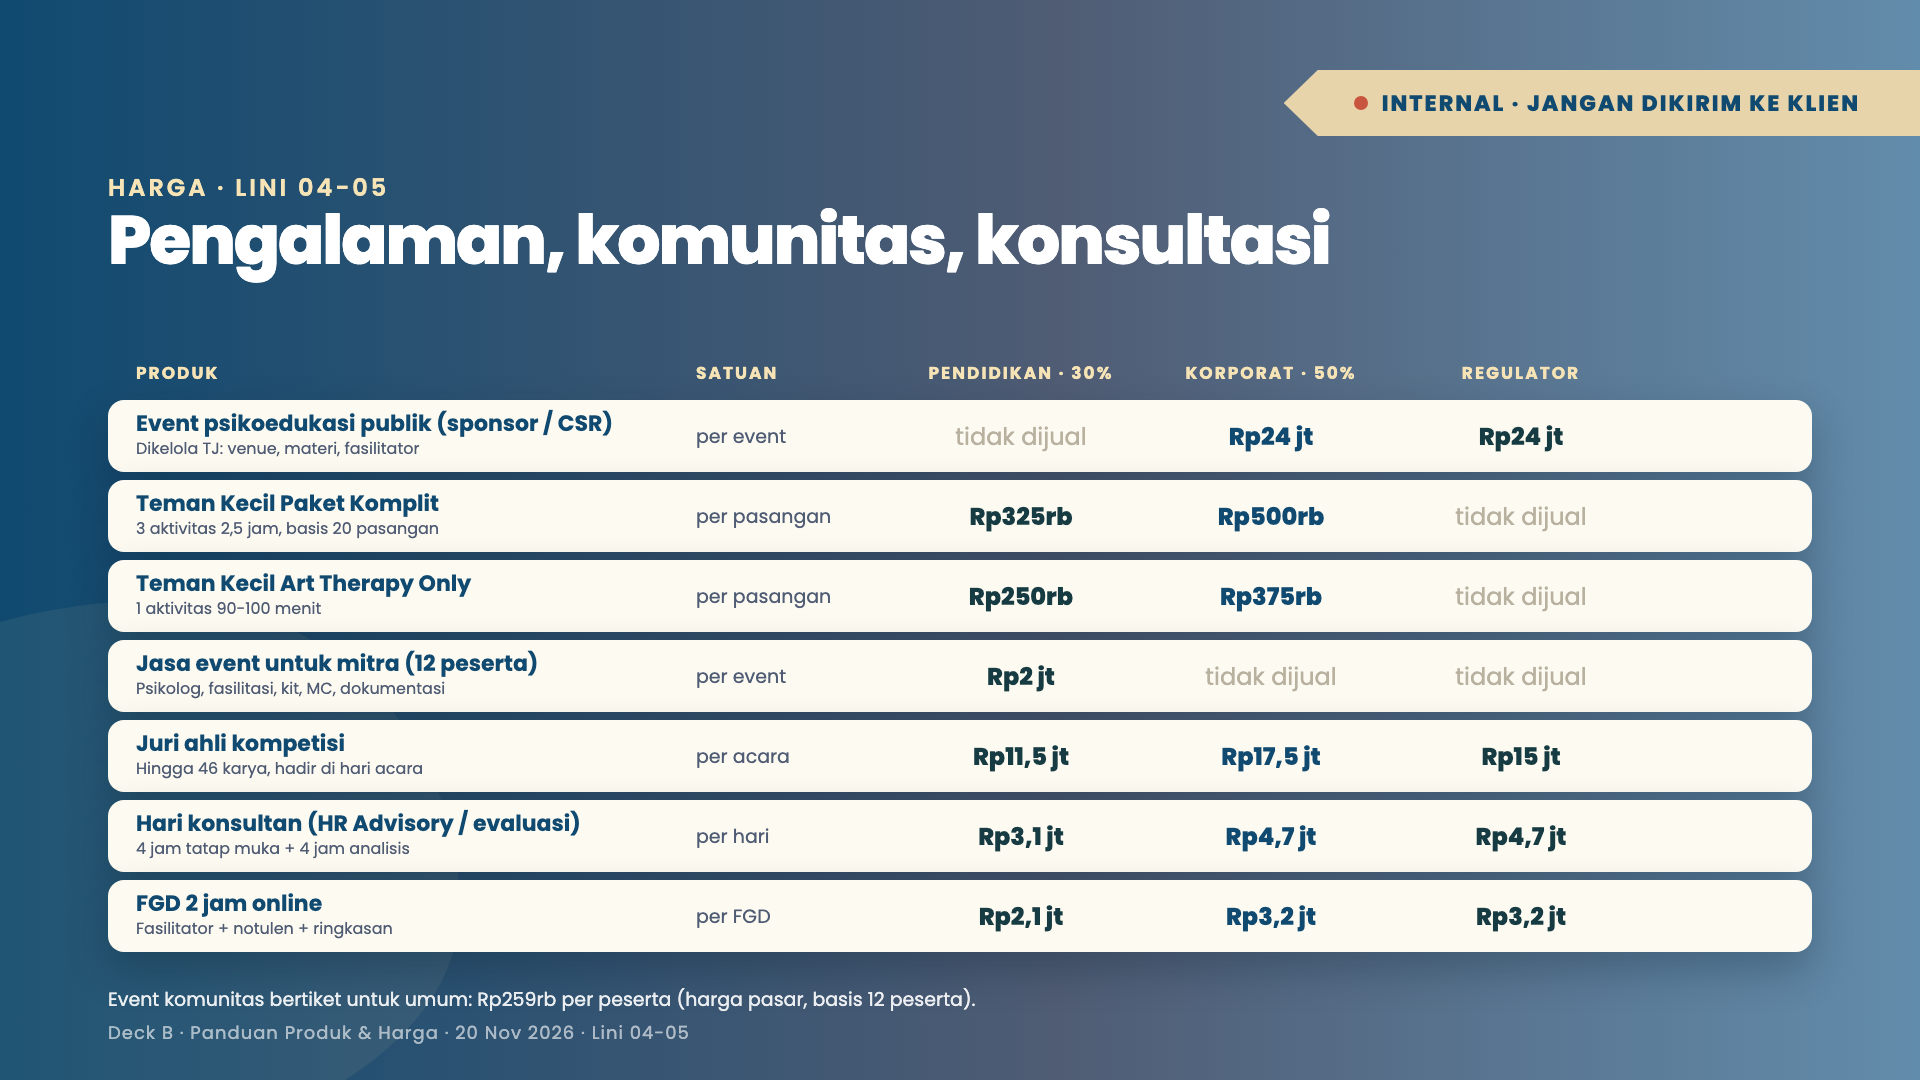 INTERNAL · JANGAN DIKIRIM KE KLIEN
HARGA · LINI 04-05
Pengalaman, komunitas, konsultasi
PRODUK SATUAN PENDIDIKAN · 30% KORPORAT · 50% REGULATOR
Event psikoedukasi publik (sponsor / CSR)
Dikelola TJ: venue, materi, fasilitator
per event tidak dijual Rp24 jt Rp24 jt
Teman Kecil Paket Komplit
3 aktivitas 2,5 jam, basis 20 pasangan
per pasangan Rp325rb Rp500rb tidak dijual
Teman Kecil Art Therapy Only
1 aktivitas 90-100 menit
per pasangan Rp250rb Rp375rb tidak dijual
Jasa event untuk mitra (12 peserta)
Psikolog, fasilitasi, kit, MC, dokumentasi
per event Rp2 jt tidak dijual tidak dijual
Juri ahli kompetisi
Hingga 46 karya, hadir di hari acara
per acara Rp11,5 jt Rp17,5 jt Rp15 jt
Hari konsultan (HR Advisory / evaluasi)
4 jam tatap muka + 4 jam analisis
per hari Rp3,1 jt Rp4,7 jt Rp4,7 jt
FGD 2 jam online
Fasilitator + notulen + ringkasan
per FGD Rp2,1 jt Rp3,2 jt Rp3,2 jt
Event komunitas bertiket untuk umum: Rp259rb per peserta (harga pasar, basis 12 peserta).
Deck B · Panduan Produk & Harga · 20 Nov 2026 · Lini 04-05